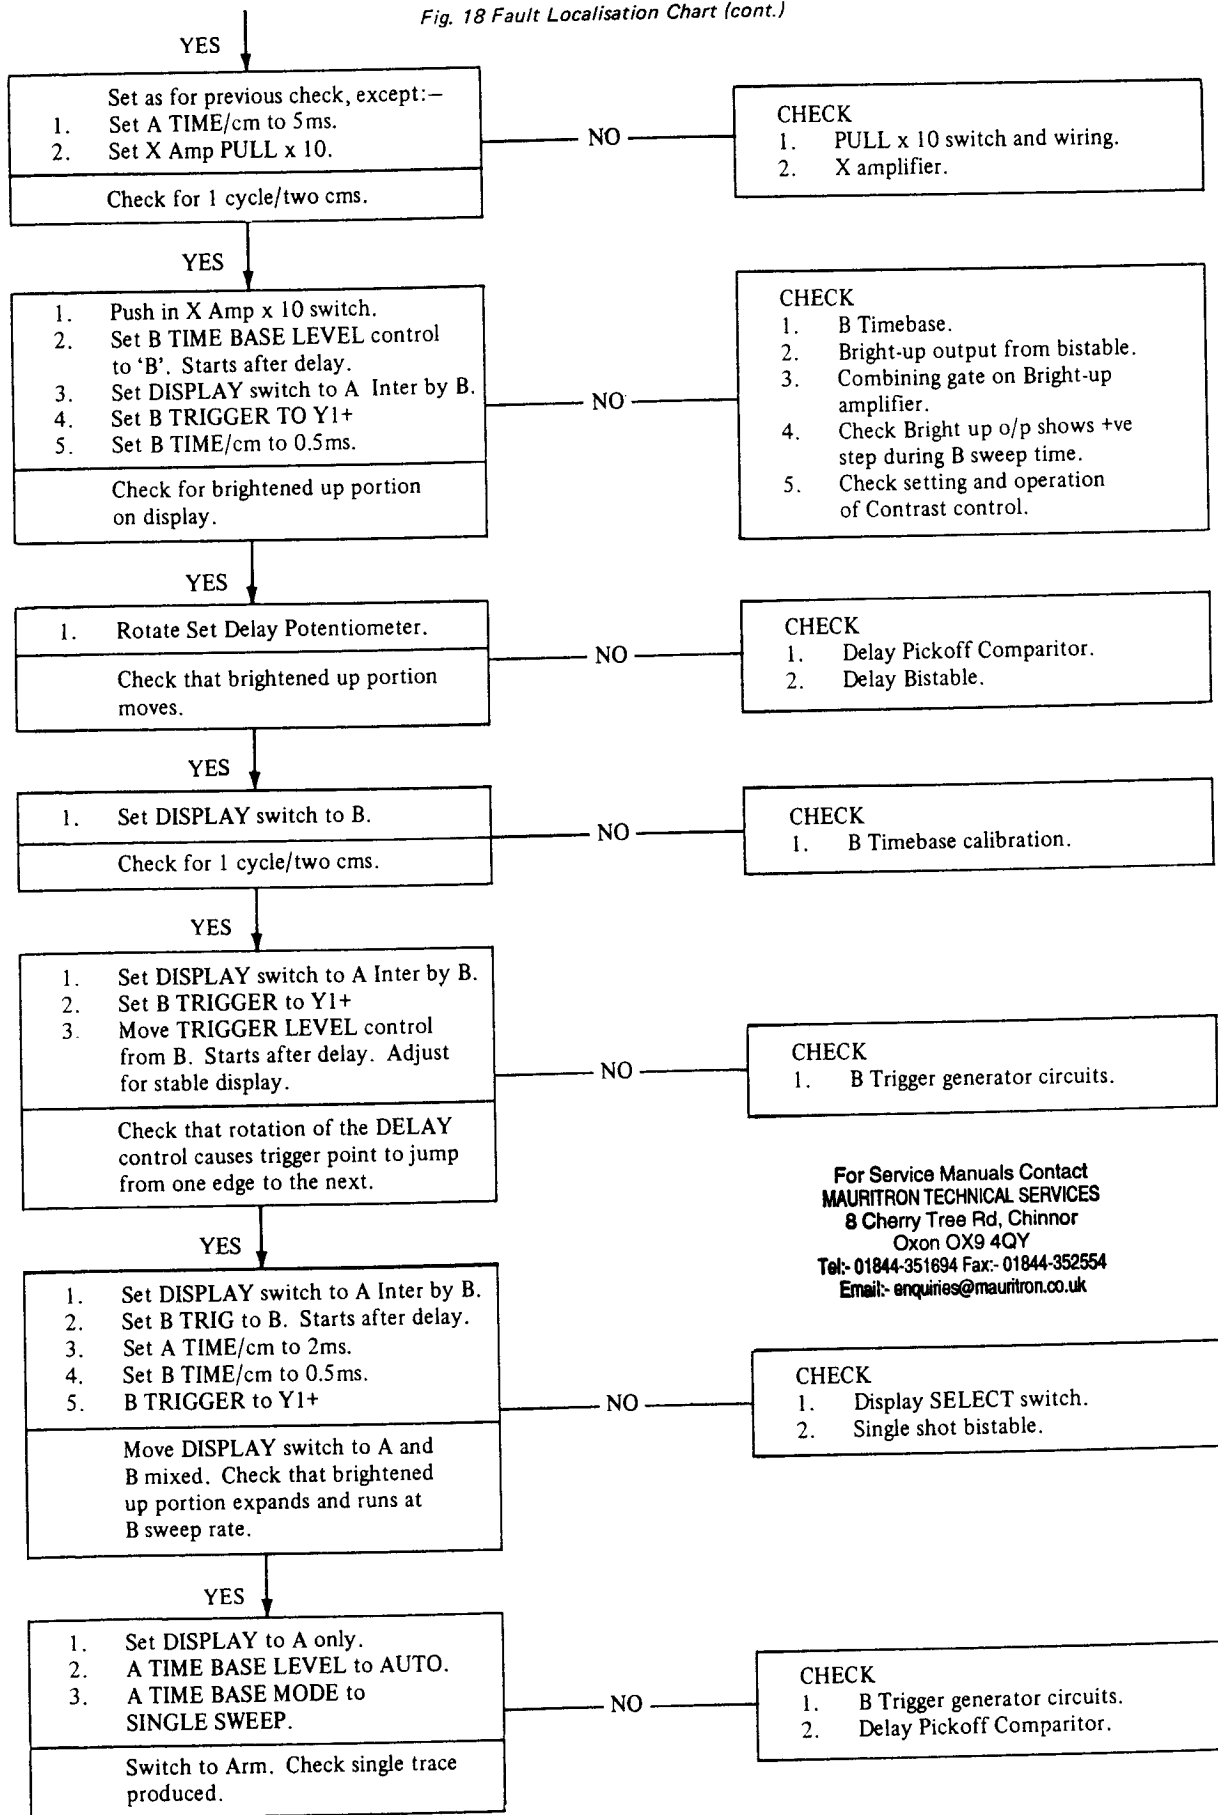 Fig. 18 Fault Localisation Chart (cont.)
YES
Set as for previous check, except:–
1. Set A TIME/cm to 5ms.
2. Set X Amp PULL x 10.
Check for 1 cycle/two cms.
NO
CHECK
1. PULL x 10 switch and wiring.
2. X amplifier.
YES
1. Push in X Amp x 10 switch.
2. Set B TIME BASE LEVEL control
to ‘B’. Starts after delay.
3. Set DISPLAY switch to A Inter by B.
4. Set B TRIGGER TO Y1+
5. Set B TIME/cm to 0.5ms.
Check for brightened up portion
on display.
NO
CHECK
1. B Timebase.
2. Bright-up output from bistable.
3. Combining gate on Bright-up
amplifier.
4. Check Bright up o/p shows +ve
step during B sweep time.
5. Check setting and operation
of Contrast control.
YES
1. Rotate Set Delay Potentiometer.
Check that brightened up portion
moves.
NO
CHECK
1. Delay Pickoff Comparitor.
2. Delay Bistable.
YES
1. Set DISPLAY switch to B.
Check for 1 cycle/two cms.
NO
CHECK
1. B Timebase calibration.
YES
1. Set DISPLAY switch to A Inter by B.
2. Set B TRIGGER to Y1+
3. Move TRIGGER LEVEL control
from B. Starts after delay. Adjust
for stable display.
Check that rotation of the DELAY
control causes trigger point to jump
from one edge to the next.
NO
CHECK
1. B Trigger generator circuits.
For Service Manuals Contact
MAURITRON TECHNICAL SERVICES
8 Cherry Tree Rd, Chinnor
Oxon OX9 4QY
Tel:- 01844-351694 Fax:- 01844-352554
Email:- enquiries@mauritron.co.uk
YES
1. Set DISPLAY switch to A Inter by B.
2. Set B TRIG to B. Starts after delay.
3. Set A TIME/cm to 2ms.
4. Set B TIME/cm to 0.5ms.
5. B TRIGGER to Y1+
Move DISPLAY switch to A and
B mixed. Check that brightened
up portion expands and runs at
B sweep rate.
NO
CHECK
1. Display SELECT switch.
2. Single shot bistable.
YES
1. Set DISPLAY to A only.
2. A TIME BASE LEVEL to AUTO.
3. A TIME BASE MODE to
SINGLE SWEEP.
Switch to Arm. Check single trace
produced.
NO
CHECK
1. B Trigger generator circuits.
2. Delay Pickoff Comparitor.